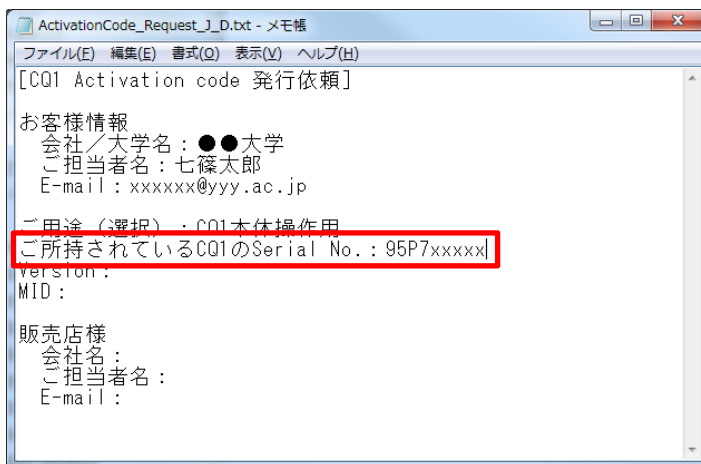 ActivationCode_Request_J_D.txt - メモ帳
ファイル(F) 編集(E) 書式(O) 表示(V) ヘルプ(H)
[CQ1 Activation code 発行依頼]
お客様情報
会社／大学名：●●大学
ご担当者名：七篠太郎
E-mail：xxxxxx@yyy.ac.jp
ご用途（選択）：CQ1本体操作用
ご所持されているCQ1のSerial No.：95P7xxxxx
Version：
MID：
販売店様
会社名：
ご担当者名：
E-mail：